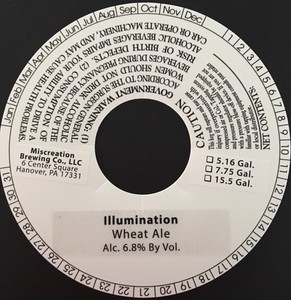 Jan Feb Mar Apr May Jun Jul Aug Sep Oct Nov Dec
1 2 3 4 5 6 7 8 9 10 11 12 13 14 15 16 17 18 19 20 21 22 23 24 25 26 27 28 29 30 31
GOVERNMENT WARNING: (1)
ACCORDING TO THE SURGEON GENERAL,
WOMEN SHOULD NOT DRINK ALCOHOLIC
BEVERAGES DURING PREGNANCY BECAUSE OF THE
RISK OF BIRTH DEFECTS. (2) CONSUMPTION OF
ALCOHOLIC BEVERAGES IMPAIRS YOUR ABILITY TO DRIVE A
CAR OR OPERATE MACHINERY, AND MAY CAUSE HEALTH PROBLEMS.
CAUTION
NET CONTENTS:
5.16 Gal.
7.75 Gal.
15.5 Gal.
Miscreation
Brewing Co., LLC
6 Center Square
Hanover, PA 17331
Illumination
Wheat Ale
Alc. 6.8% By Vol.